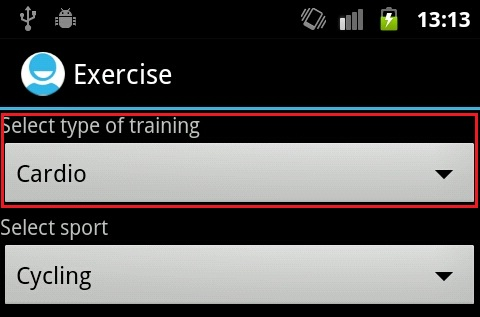 13:13
Exercise
Select type of training
Cardio
Select sport
Cycling